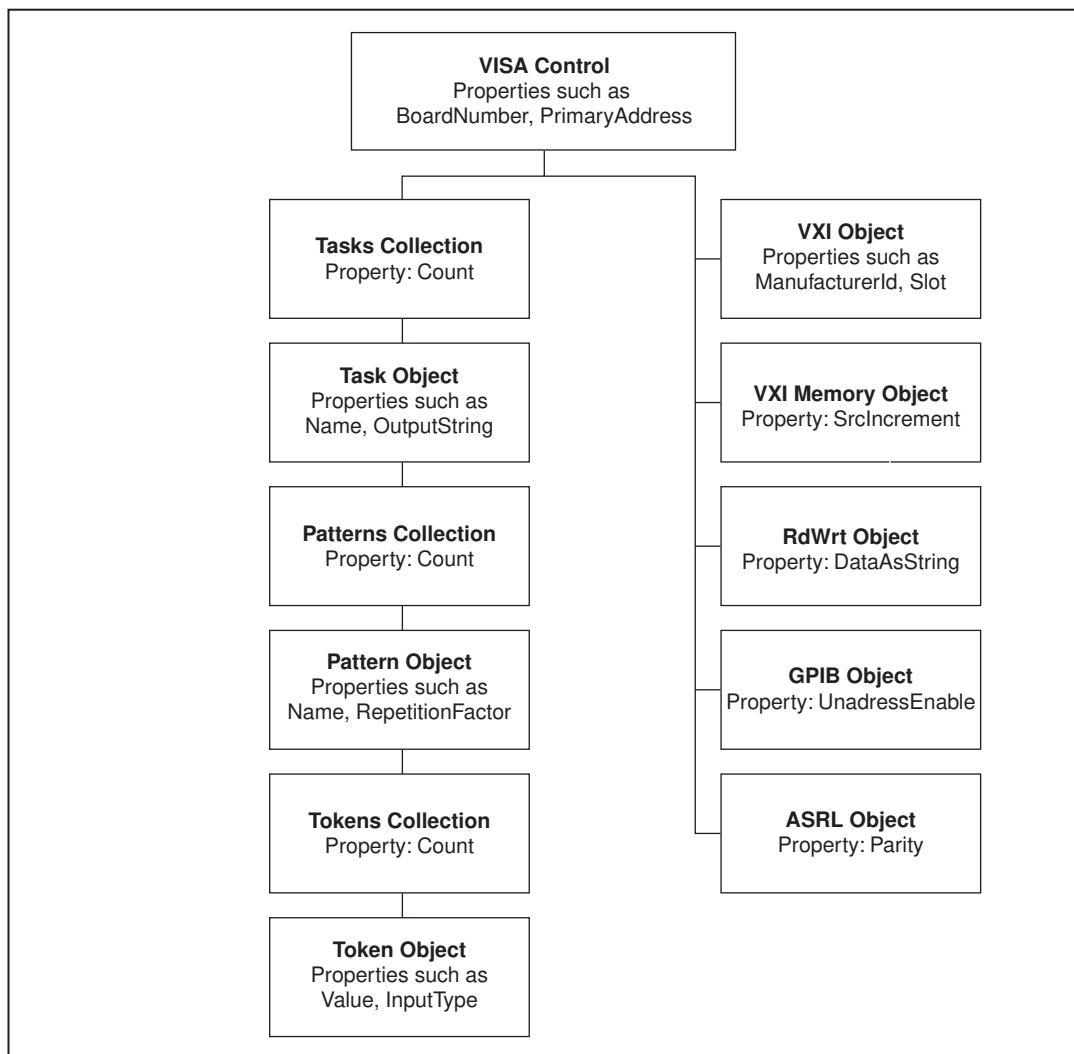 VISA Control
Properties such as
BoardNumber, PrimaryAddress
Tasks Collection
Property: Count
Task Object
Properties such as
Name, OutputString
Patterns Collection
Property: Count
Pattern Object
Properties such as
Name, RepetitionFactor
Tokens Collection
Property: Count
Token Object
Properties such as
Value, InputType
VXI Object
Properties such as
ManufacturerId, Slot
VXI Memory Object
Property: SrcIncrement
RdWrt Object
Property: DataAsString
GPIB Object
Property: UnadressEnable
ASRL Object
Property: Parity